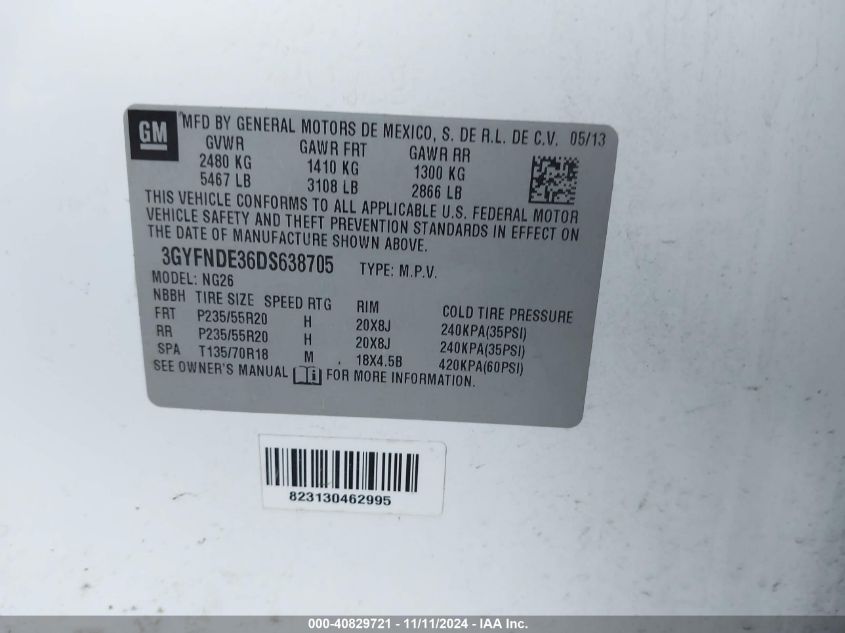 GM
® MFD BY GENERAL MOTORS DE MEXICO, S. DE R.L. DE C.V. 05/13
GVWR GAWR FRT GAWR RR
2480 KG 1410 KG 1300 KG
5467 LB 3108 LB 2866 LB
THIS VEHICLE CONFORMS TO ALL APPLICABLE U.S. FEDERAL MOTOR
VEHICLE SAFETY AND THEFT PREVENTION STANDARDS IN EFFECT ON
THE DATE OF MANUFACTURE SHOWN ABOVE.
3GYFNDE36DS638705 TYPE: M.P.V.
MODEL: NG26
NBBH TIRE SIZE SPEED RTG RIM COLD TIRE PRESSURE
FRT P235/55R20 H 20X8J 240KPA(35PSI)
RR P235/55R20 H 20X8J 240KPA(35PSI)
SPA T135/70R18 M 18X4.5B 420KPA(60PSI)
SEE OWNER'S MANUAL i FOR MORE INFORMATION.
823130462995
000-40829721 - 11/11/2024 - IAA Inc.